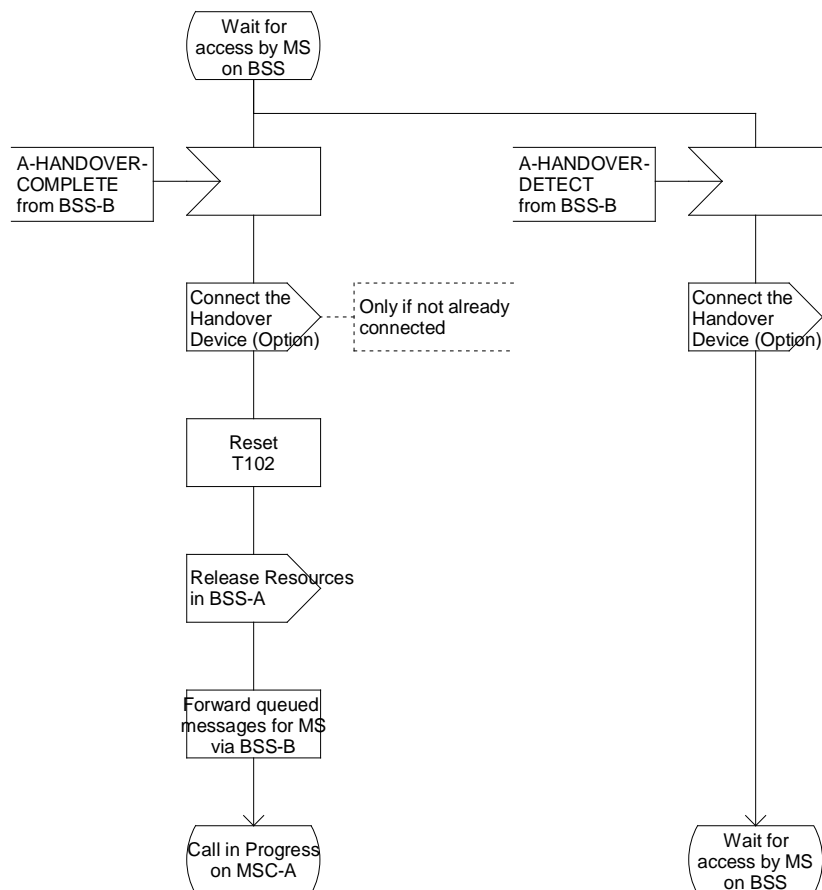 Wait for
access by MS
on BSS
A-HANDOVER-
COMPLETE
from BSS-B
A-HANDOVER-
DETECT
from BSS-B
Connect the
Handover
Device (Option)
Only if not already
connected
Connect the
Handover
Device (Option)
Reset
T102
Release Resources
in BSS-A
Forward queued
messages for MS
via BSS-B
Call in Progress
on MSC-A
Wait for
access by MS
on BSS